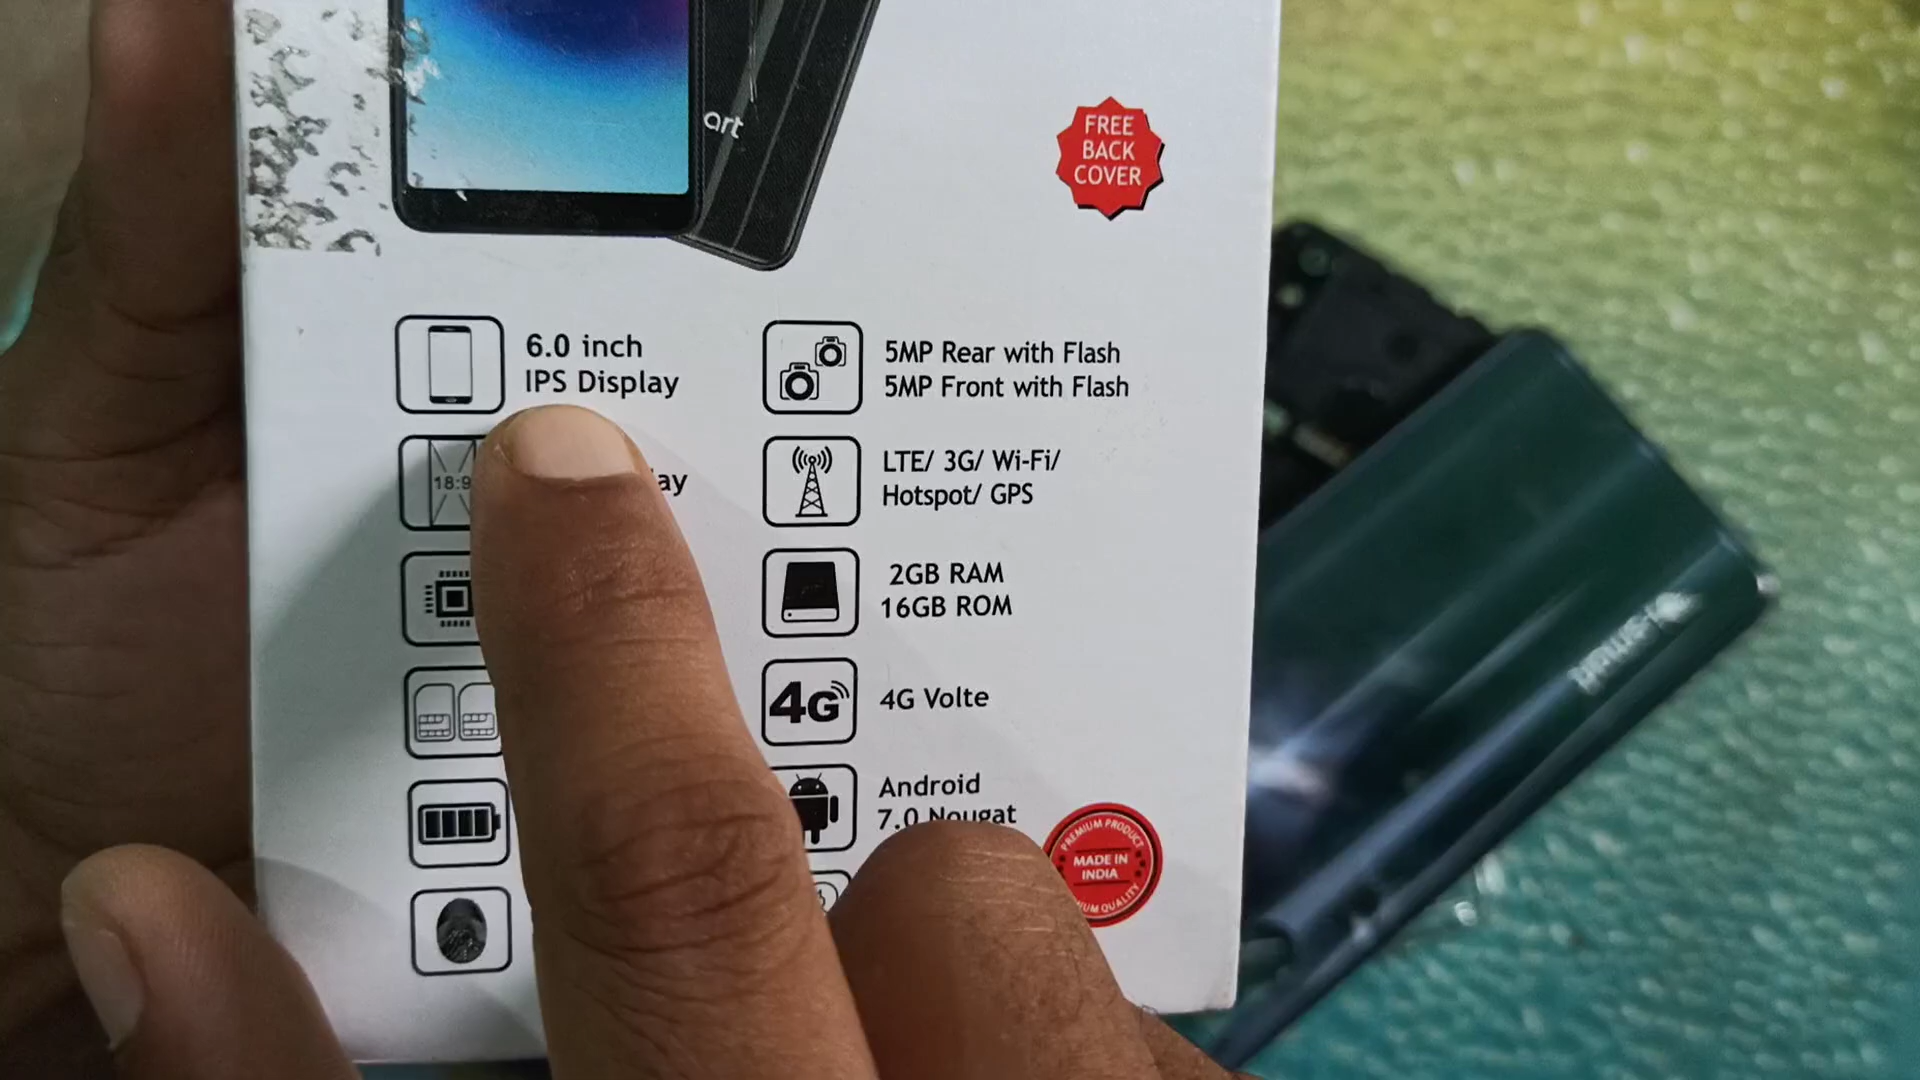 art
FREE
BACK
COVER
6.0 inch
IPS Display
18:9
ay
5MP Rear with Flash
5MP Front with Flash
LTE/ 3G/ Wi-Fi/
Hotspot/ GPS
2GB RAM
16GB ROM
4G
4G Volte
Android
7.0 Nougat
PREMIUM PRODUCT
MADE IN
INDIA
UM QUALITY